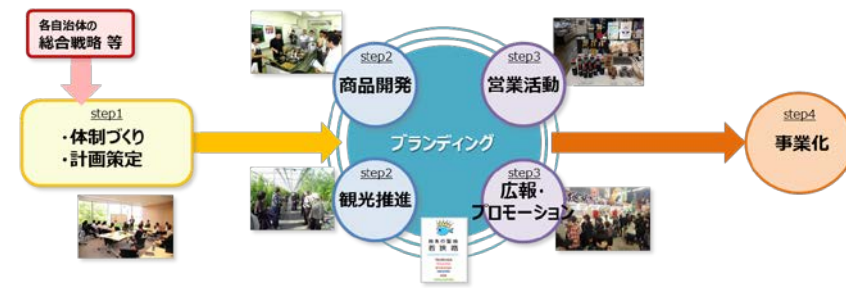 各自治体の
総合戦略 等
step1
・体制づくり
・計画策定
step2
商品開発
step3
営業活動
ブランディング
step2
観光推進
step3
広報・
プロモーション
step4
事業化